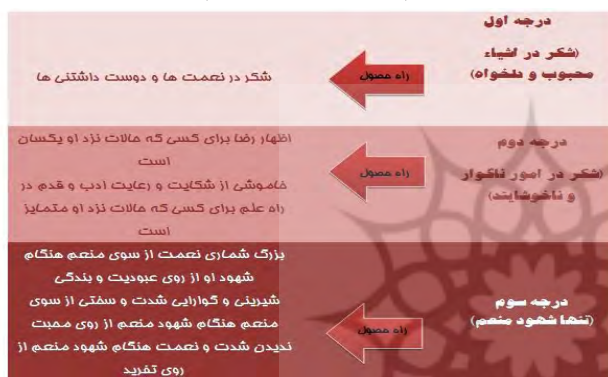 درجه اول
(شکر در اشیاء
محبوب و دلخواه)
راه حصول
شکر در نعمت ها و دوست داشتنی ها
درجه دوم
(شکر در امور ناگوار
و ناخوشایند)
راه حصول
اظهار رضا برای کسی که حالات نزد او یکسان
است
خاموشی از شکایت و رعایت ادب و قدم در
راه علم برای کسی که حالات نزد او متمایز
است
درجه سوم
(تنها شهود منعم)
راه حصول
بزرگ شماری نعمت از سوی منعم هنگام
شهود او از روی عبودیت و بندگی
شیرینی و گوارایی شدت و سختی از سوی
منعم هنگام شهود منعم از روی محبت
ندیدن شدت و نعمت هنگام شهود منعم از
روی تفرید